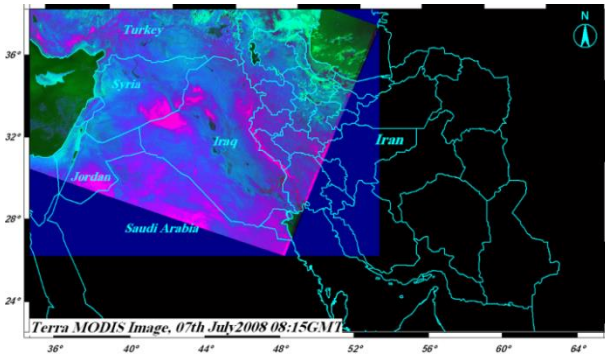 N
36°
32°
28°
24°
Turkey
Syria
Iraq
Iran
Jordan
Saudi Arabia
Terra MODIS Image, 07th July2008 08:15GMT
36° 40° 44° 48° 52° 56° 60° 64°